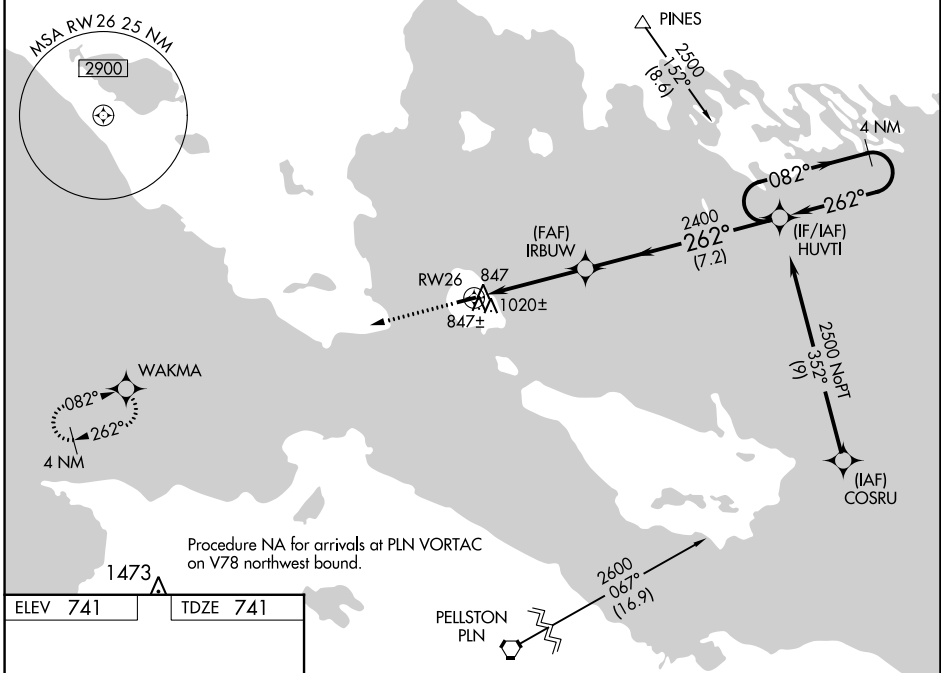 MSA RW26 25 NM
2900
PINES
2500
152°
(8.6)
4 NM
082°
262°
(IF/IAF)
HUVTI
2400
262°
(7.2)
(FAF)
IRBUW
RW26
847
1020±
847±
2500 NoPT
352°
(9)
WAKMA
082°
262°
4 NM
(IAF)
COSRU
Procedure NA for arrivals at PLN VORTAC
on V78 northwest bound.
1473
2600
067°
(16.9)
PELLSTON
PLN
ELEV 741
TDZE 741